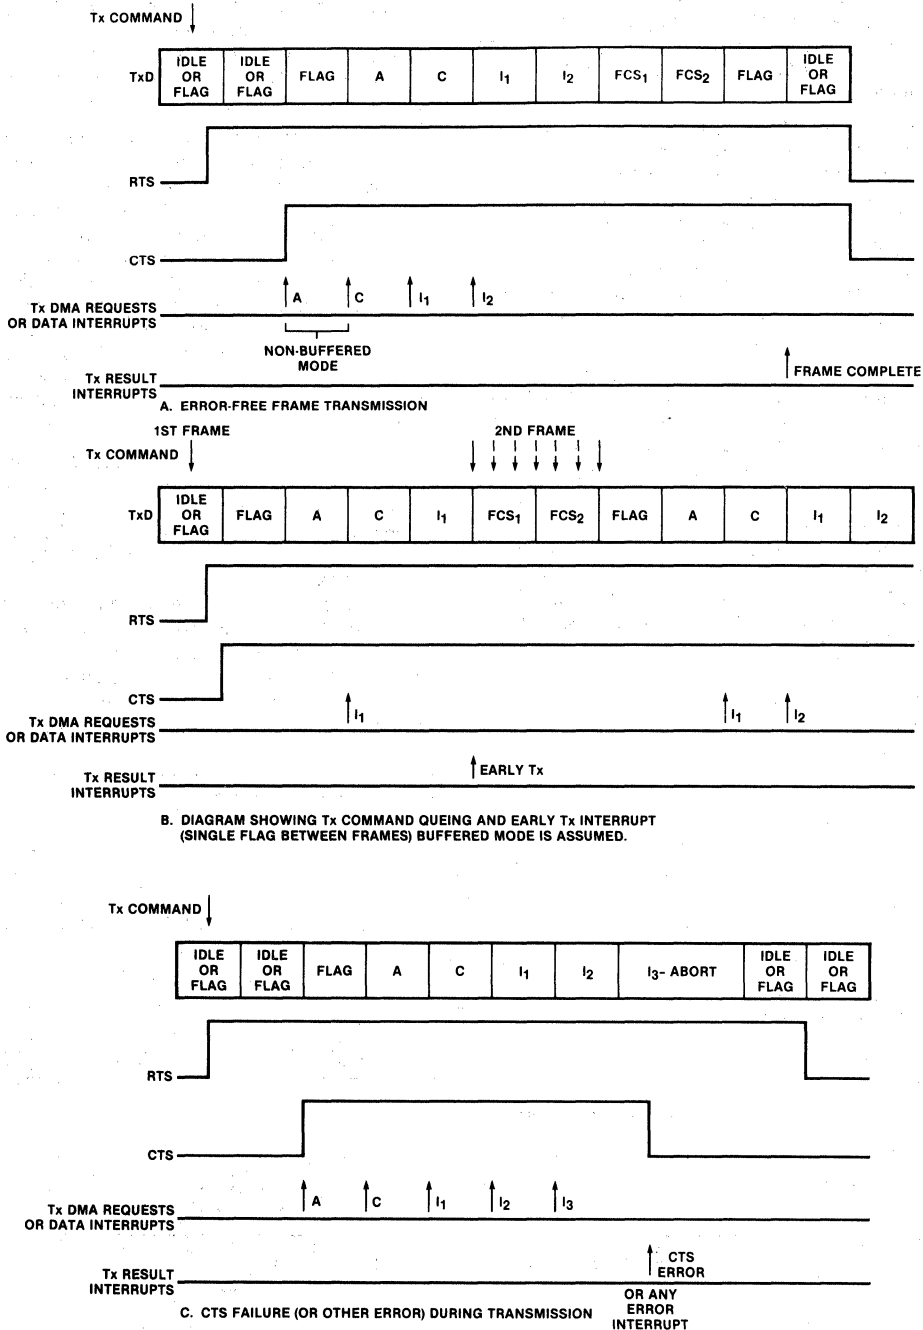 Tx COMMAND
TxD
IDLE OR FLAG
IDLE OR FLAG
FLAG
A
C
I1
I2
FCS1
FCS2
FLAG
IDLE OR FLAG
RTS
CTS
A
C
I1
I2
Tx DMA REQUESTS
OR DATA INTERRUPTS
NON-BUFFERED
MODE
Tx RESULT
INTERRUPTS
FRAME COMPLETE
A. ERROR-FREE FRAME TRANSMISSION
1ST FRAME
2ND FRAME
Tx COMMAND
TxD
IDLE OR FLAG
FLAG
A
C
I1
FCS1
FCS2
FLAG
A
C
I1
I2
RTS
CTS
I1
I1
I2
Tx DMA REQUESTS
OR DATA INTERRUPTS
EARLY Tx
Tx RESULT
INTERRUPTS
B. DIAGRAM SHOWING Tx COMMAND QUEING AND EARLY Tx INTERRUPT
(SINGLE FLAG BETWEEN FRAMES) BUFFERED MODE IS ASSUMED.
Tx COMMAND
IDLE OR FLAG
IDLE OR FLAG
FLAG
A
C
I1
I2
I3- ABORT
IDLE OR FLAG
IDLE OR FLAG
RTS
CTS
A
C
I1
I2
I3
Tx DMA REQUESTS
OR DATA INTERRUPTS
CTS
ERROR
Tx RESULT
INTERRUPTS
OR ANY
ERROR
INTERRUPT
C. CTS FAILURE (OR OTHER ERROR) DURING TRANSMISSION